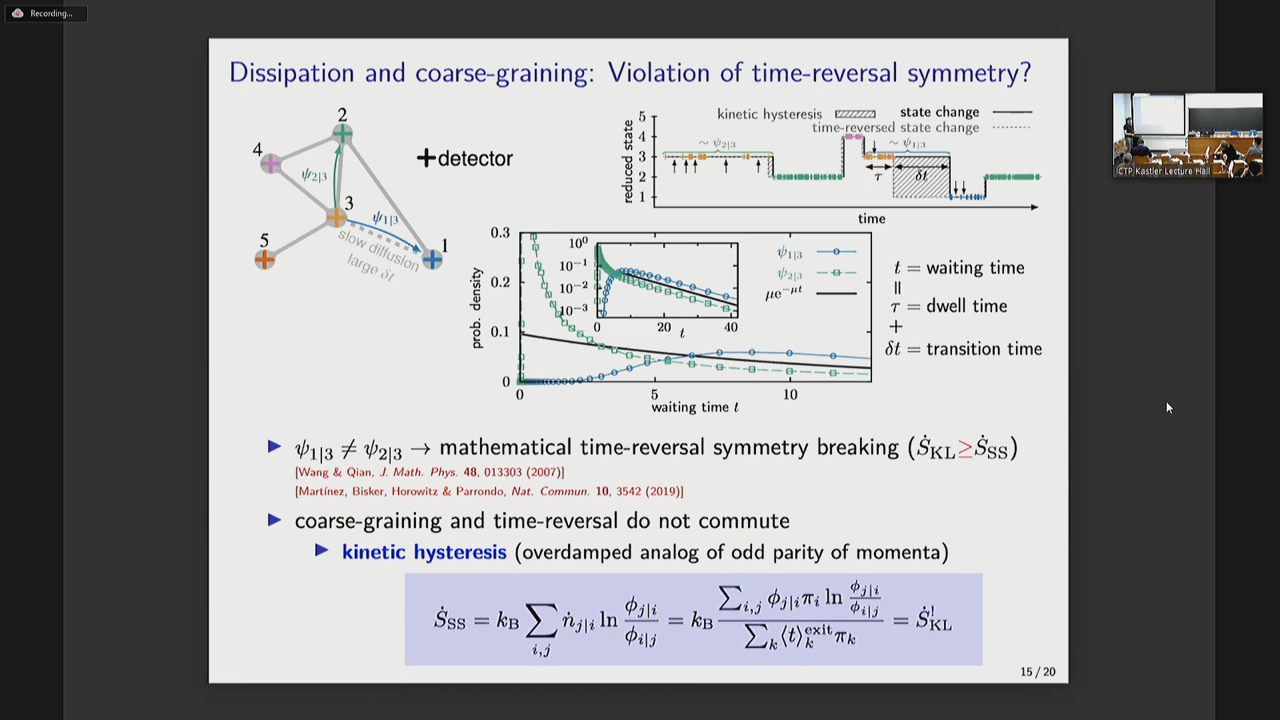 Recording...
Dissipation and coarse-graining: Violation of time-reversal symmetry?
2
4
ψ2|3
3
ψ1|3
5
1
slow diffusion
large δt
+detector
kinetic hysteresis
state change
time-reversed state change
reduced state
5
4
3
2
1
∼ ψ2|3
∼ ψ1|3
τ
δt
time
prob. density
0.3
0.2
0.1
0
10^0
10^−1
10^−2
10^−3
0
20
t
40
ψ1|3
ψ2|3
μe^−μt
0
5
10
waiting time t
t = waiting time
=
τ = dwell time
+
δt = transition time
▶ ψ1|3 ≠ ψ2|3 → mathematical time-reversal symmetry breaking (ṠKL≥ṠSS)
[Wang & Qian, J. Math. Phys. 48, 013303 (2007)]
[Martínez, Bisker, Horowitz & Parrondo, Nat. Commun. 10, 3542 (2019)]
▶ coarse-graining and time-reversal do not commute
▶ kinetic hysteresis (overdamped analog of odd parity of momenta)
ṠSS = kB ∑i,j ṅj|i ln ϕj|i/ϕi|j = kB ∑i,j ϕj|iπi ln ϕj|i/ϕi|j / ∑k⟨t⟩k^exit πk =! ṠKL
15 / 20
ICTP Kastler Lecture Hall